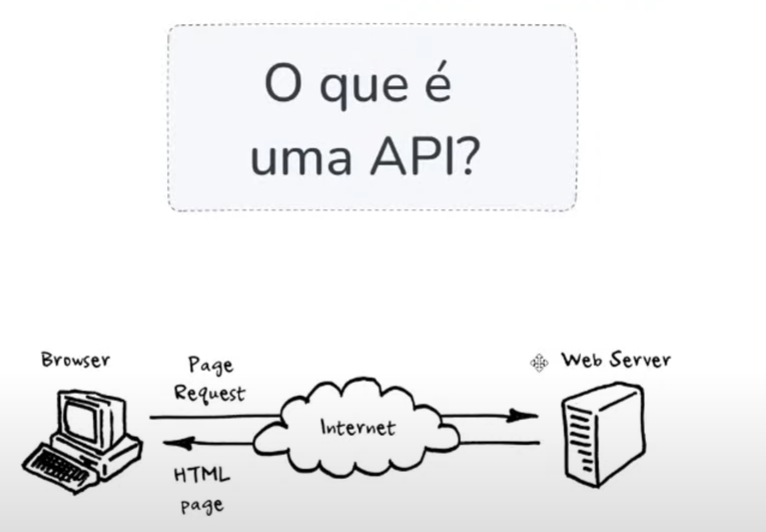 O que é
uma API?
Browser
Page
Request
Internet
Web Server
HTML
page